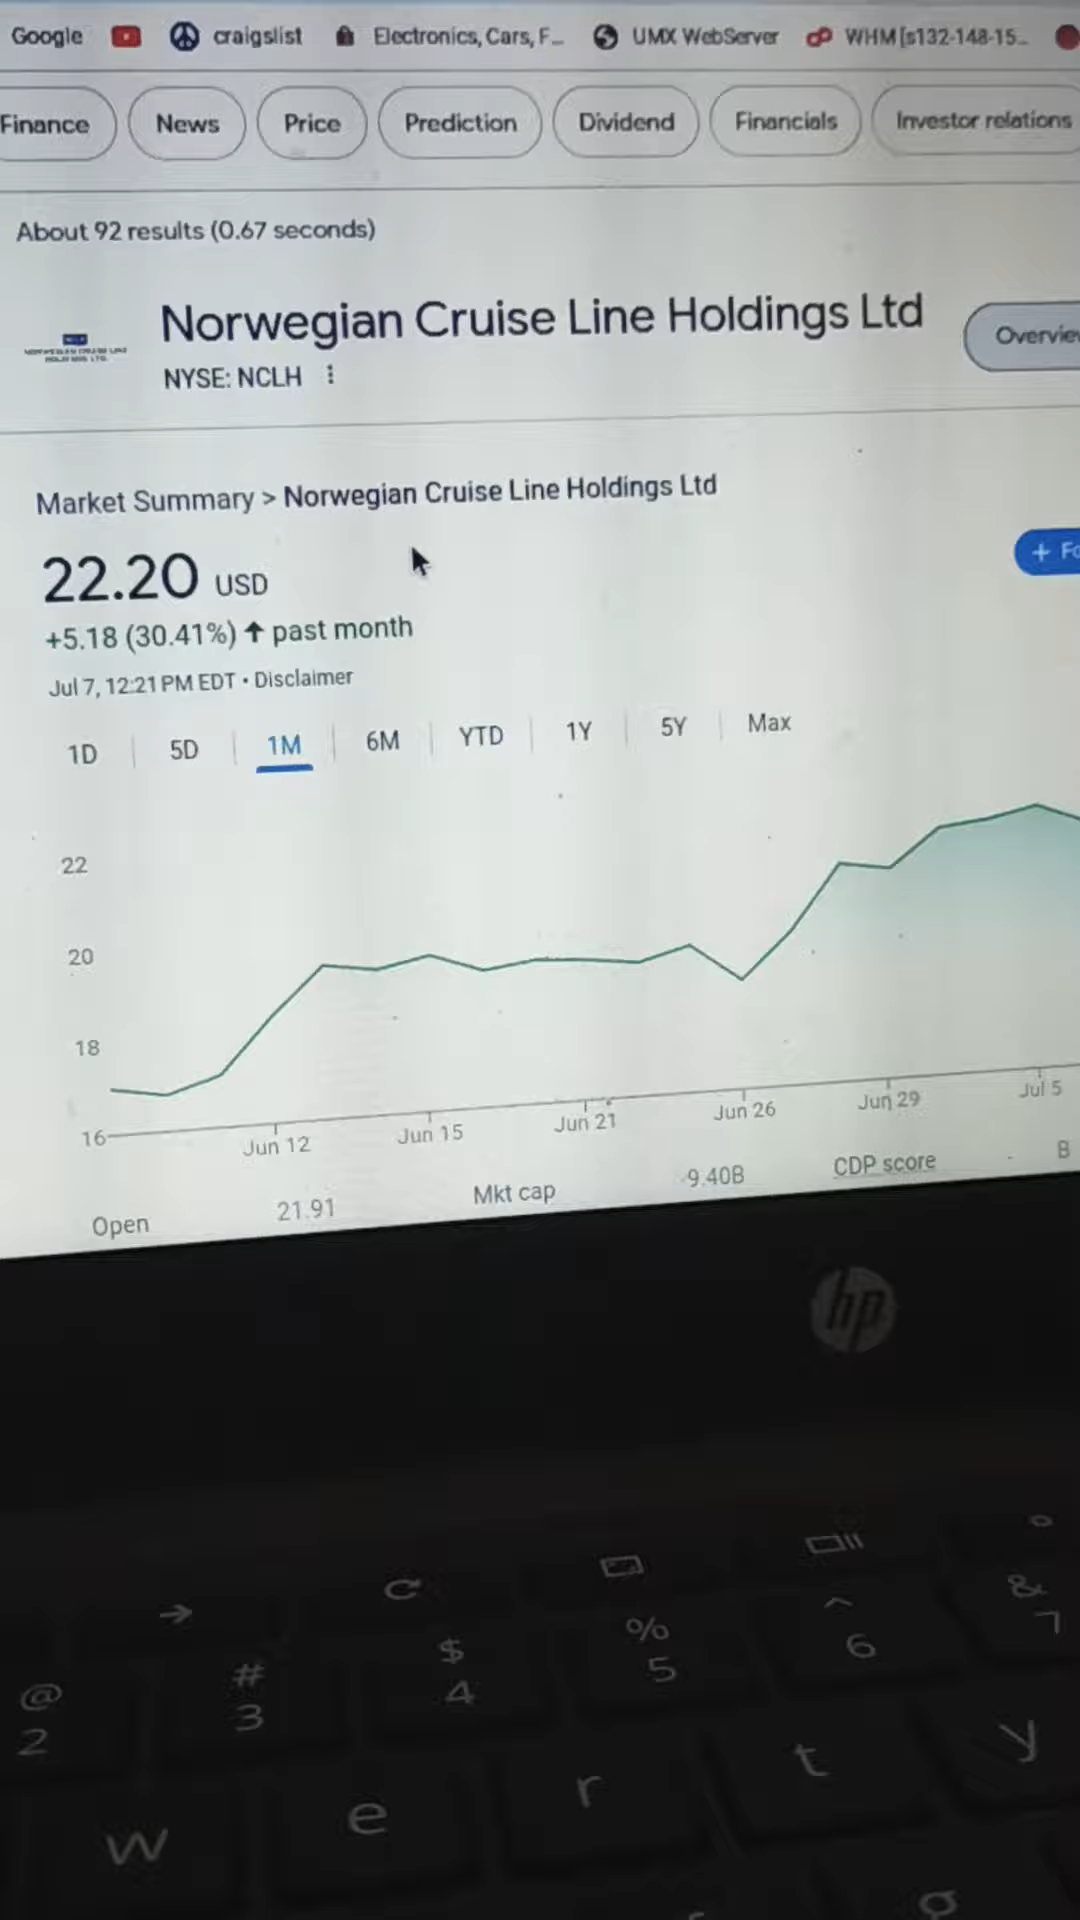 Google craigslist Electronics, Cars, F... UMX WebServer WHM [s132-148-15...
Finance News Price Prediction Dividend Financials Investor relations
About 92 results (0.67 seconds)
Norwegian Cruise Line Holdings Ltd
NYSE: NCLH
Overvie
NORWEGIAN CRUISE LINE
HOLDINGS LTD.
Market Summary > Norwegian Cruise Line Holdings Ltd
22.20 USD
+ Fo
+5.18 (30.41%) ↑ past month
Jul 7, 12:21 PM EDT • Disclaimer
1D 5D 1M 6M YTD 1Y 5Y Max
22
20
18
16
Jun 12 Jun 15 Jun 21 Jun 26 Jun 29 Jul 5
Open 21.91 Mkt cap 9.40B CDP score B
hp
@ # $ % ^ &
2 3 4 5 6 7
w e r t y
g